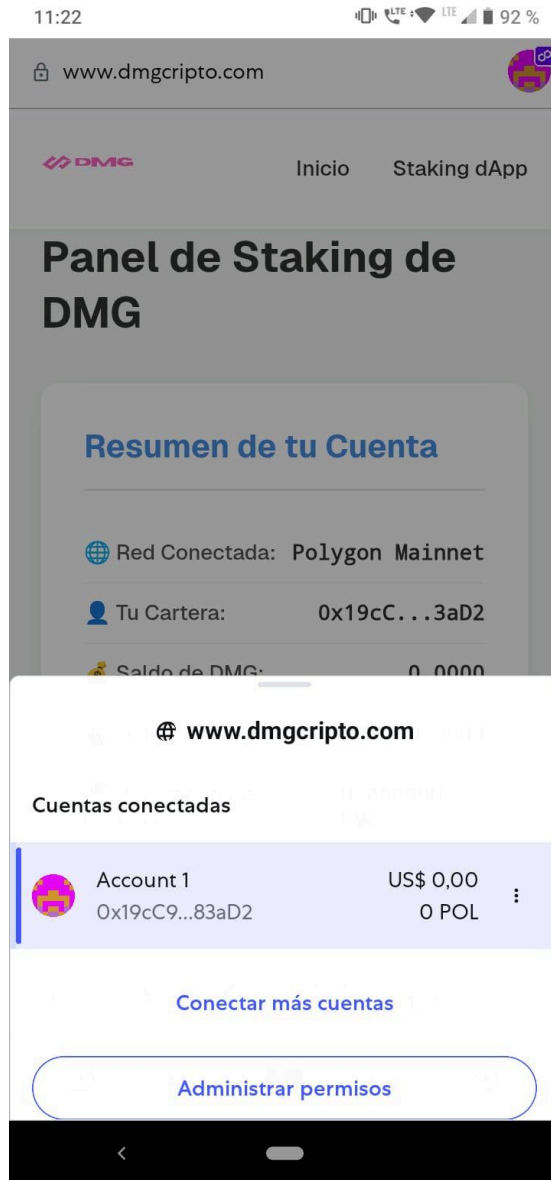 11:22
LTE LTE 92 %
www.dmgcripto.com
DMG Inicio Staking dApp
Panel de Staking de
DMG
Resumen de tu Cuenta
Red Conectada: Polygon Mainnet
Tu Cartera: 0x19cC...3aD2
Saldo de DMG: 0.0000
www.dmgcripto.com
Cuentas conectadas
Account 1 US$ 0,00
0x19cC9...83aD2 0 POL
Conectar más cuentas
Administrar permisos